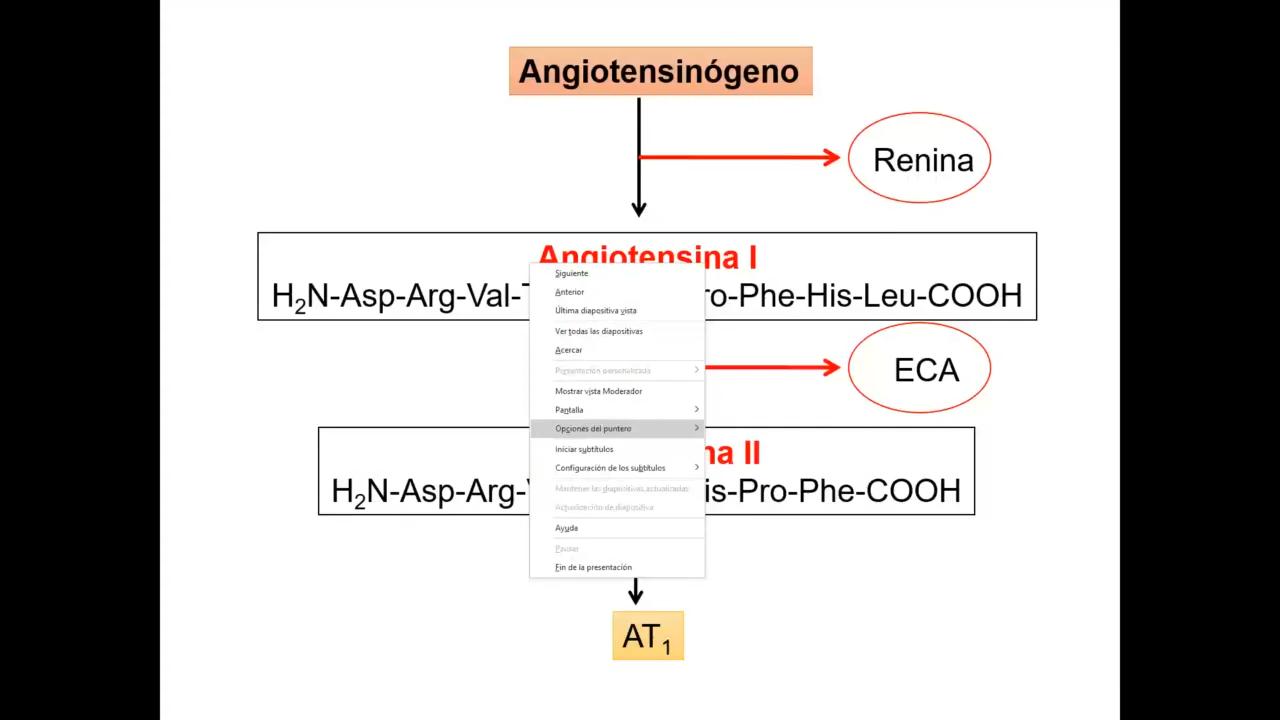 Angiotensinógeno
Renina
Angiotensina I
H₂N-Asp-Arg-Val- ro-Phe-His-Leu-COOH
Siguiente
Anterior
Última diapositiva vista
Ver todas las diapositivas
Acercar
Presentación personalizada
Mostrar vista Moderador
Pantalla
Opciones del puntero
Iniciar subtítulos
Configuración de los subtítulos
Mantener las diapositivas actualizadas
Actualización de diapositiva
Ayuda
Pausar
Fin de la presentación
ECA
na II
H₂N-Asp-Arg- is-Pro-Phe-COOH
AT₁